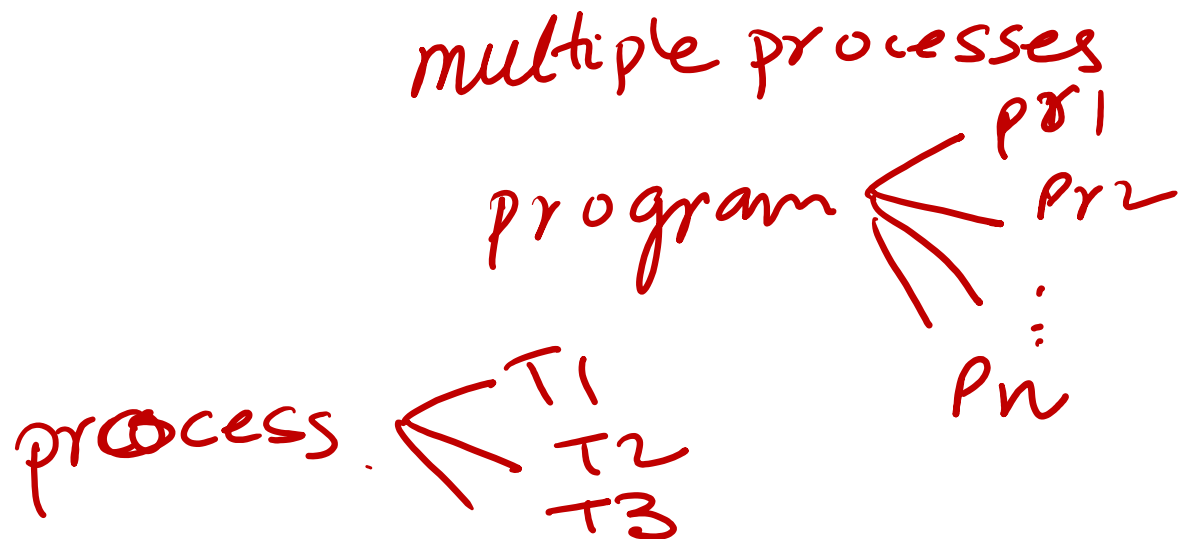 multiple processes
pr1
program
pr2
:
:
Pn
process.
T1
T2
T3